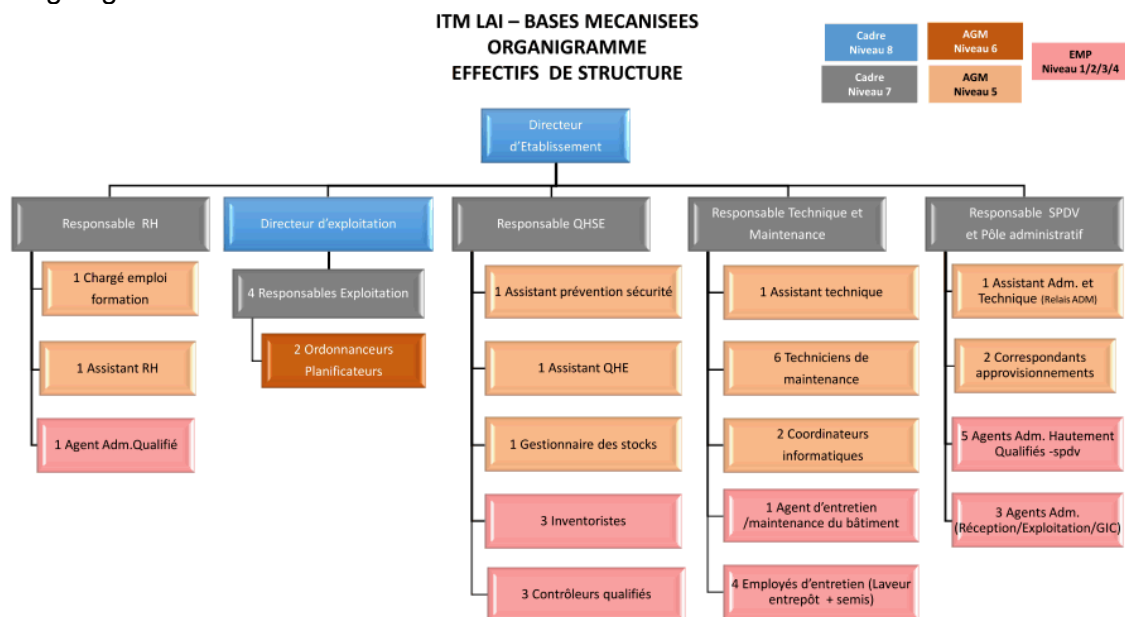 ITM LAI – BASES MECANISEES
ORGANIGRAMME
EFFECTIFS DE STRUCTURE
Cadre
Niveau 8
AGM
Niveau 6
EMP
Niveau 1/2/3/4
Cadre
Niveau 7
AGM
Niveau 5
Directeur
d'Etablissement
Responsable RH
1 Chargé emploi
formation
1 Assistant RH
1 Agent Adm.Qualifié
Directeur d'exploitation
4 Responsables Exploitation
2 Ordonnanceurs
Planificateurs
Responsable QHSE
1 Assistant prévention sécurité
1 Assistant QHE
1 Gestionnaire des stocks
3 Inventoristes
3 Contrôleurs qualifiés
Responsable Technique et
Maintenance
1 Assistant technique
6 Techniciens de
maintenance
2 Coordinateurs
informatiques
1 Agent d'entretien
/maintenance du bâtiment
4 Employés d'entretien (Laveur
entrepôt + semis)
Responsable SPDV
et Pôle administratif
1 Assistant Adm. et
Technique (Relais ADM)
2 Correspondants
approvisionnements
5 Agents Adm. Hautement
Qualifiés -spdv
3 Agents Adm.
(Réception/Exploitation/GIC)